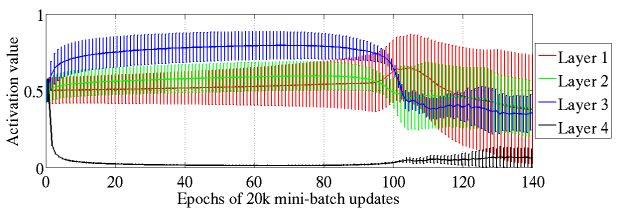 1
0.5
0
Activation value
0 20 40 60 80 100 120 140
Epochs of 20k mini-batch updates
Layer 1
Layer 2
Layer 3
Layer 4